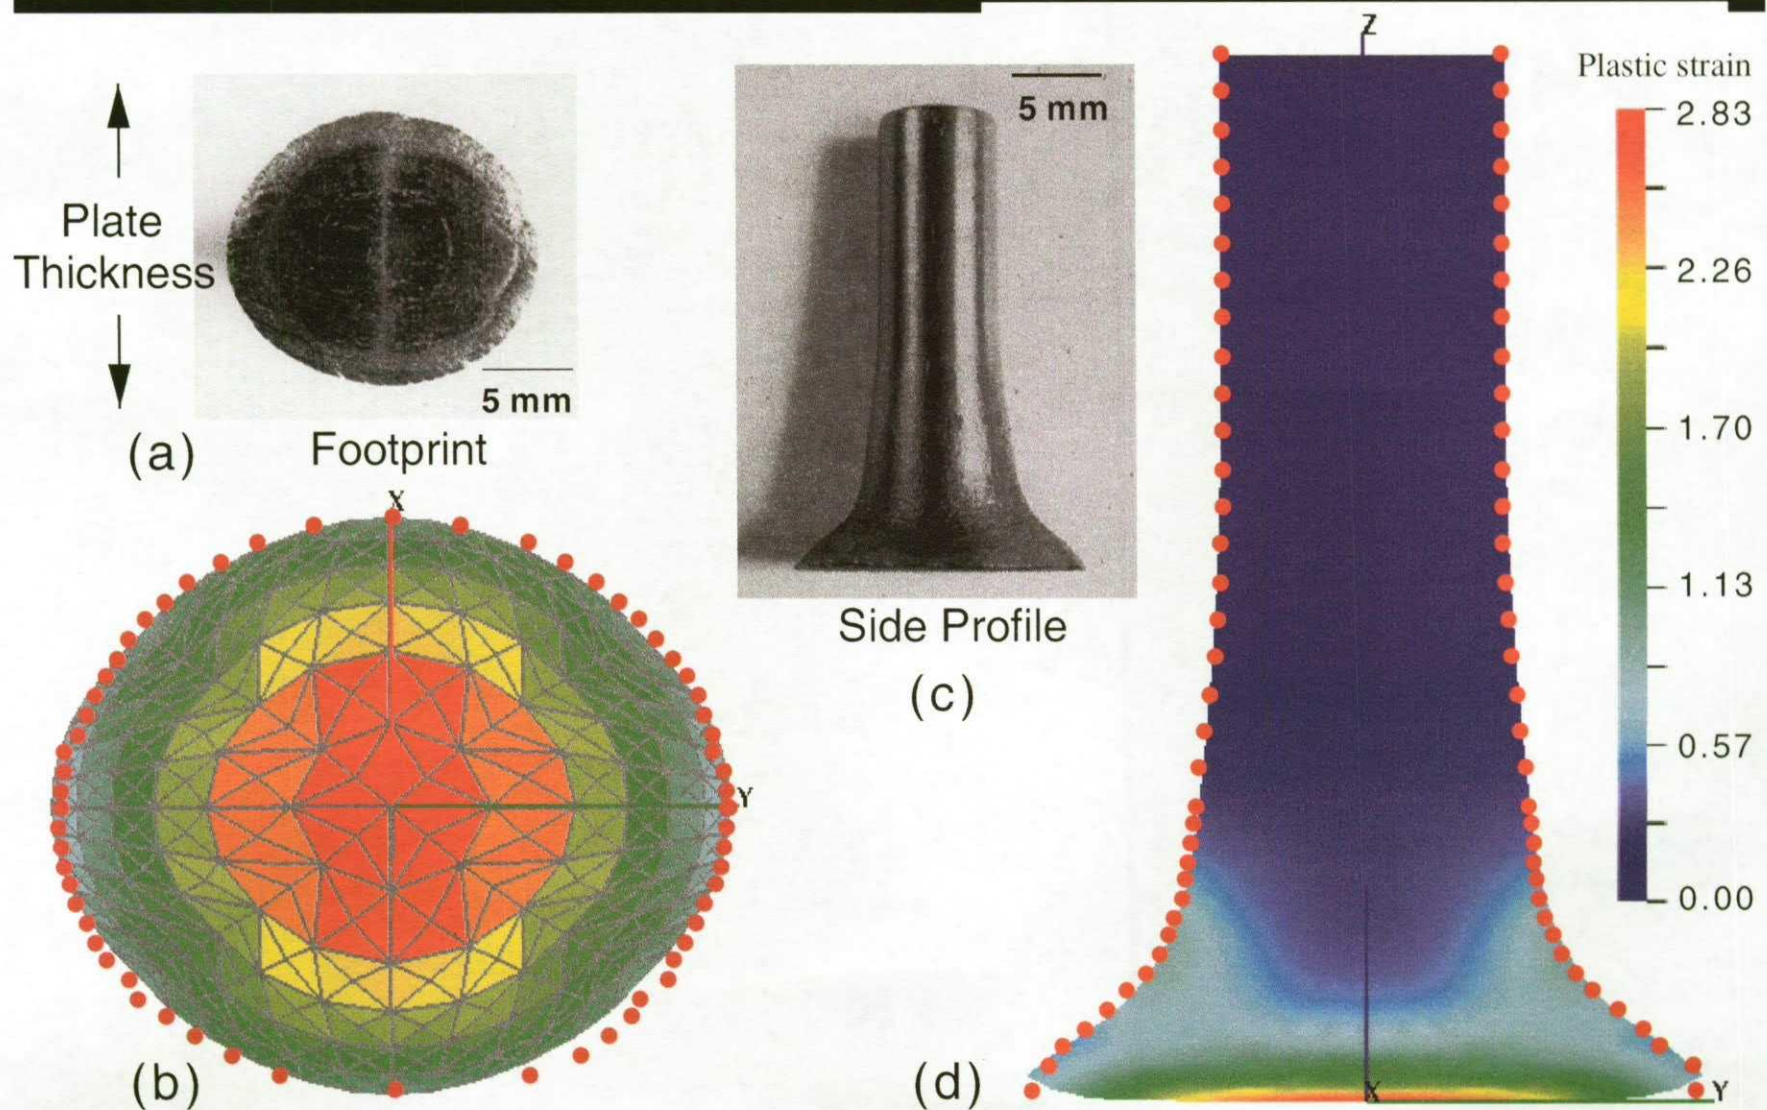 Plate
Thickness
5 mm
(a)
Footprint
X
Y
(b)
5 mm
Side Profile
(c)
Z
X
Y
(d)
Plastic strain
2.83
2.26
1.70
1.13
0.57
0.00